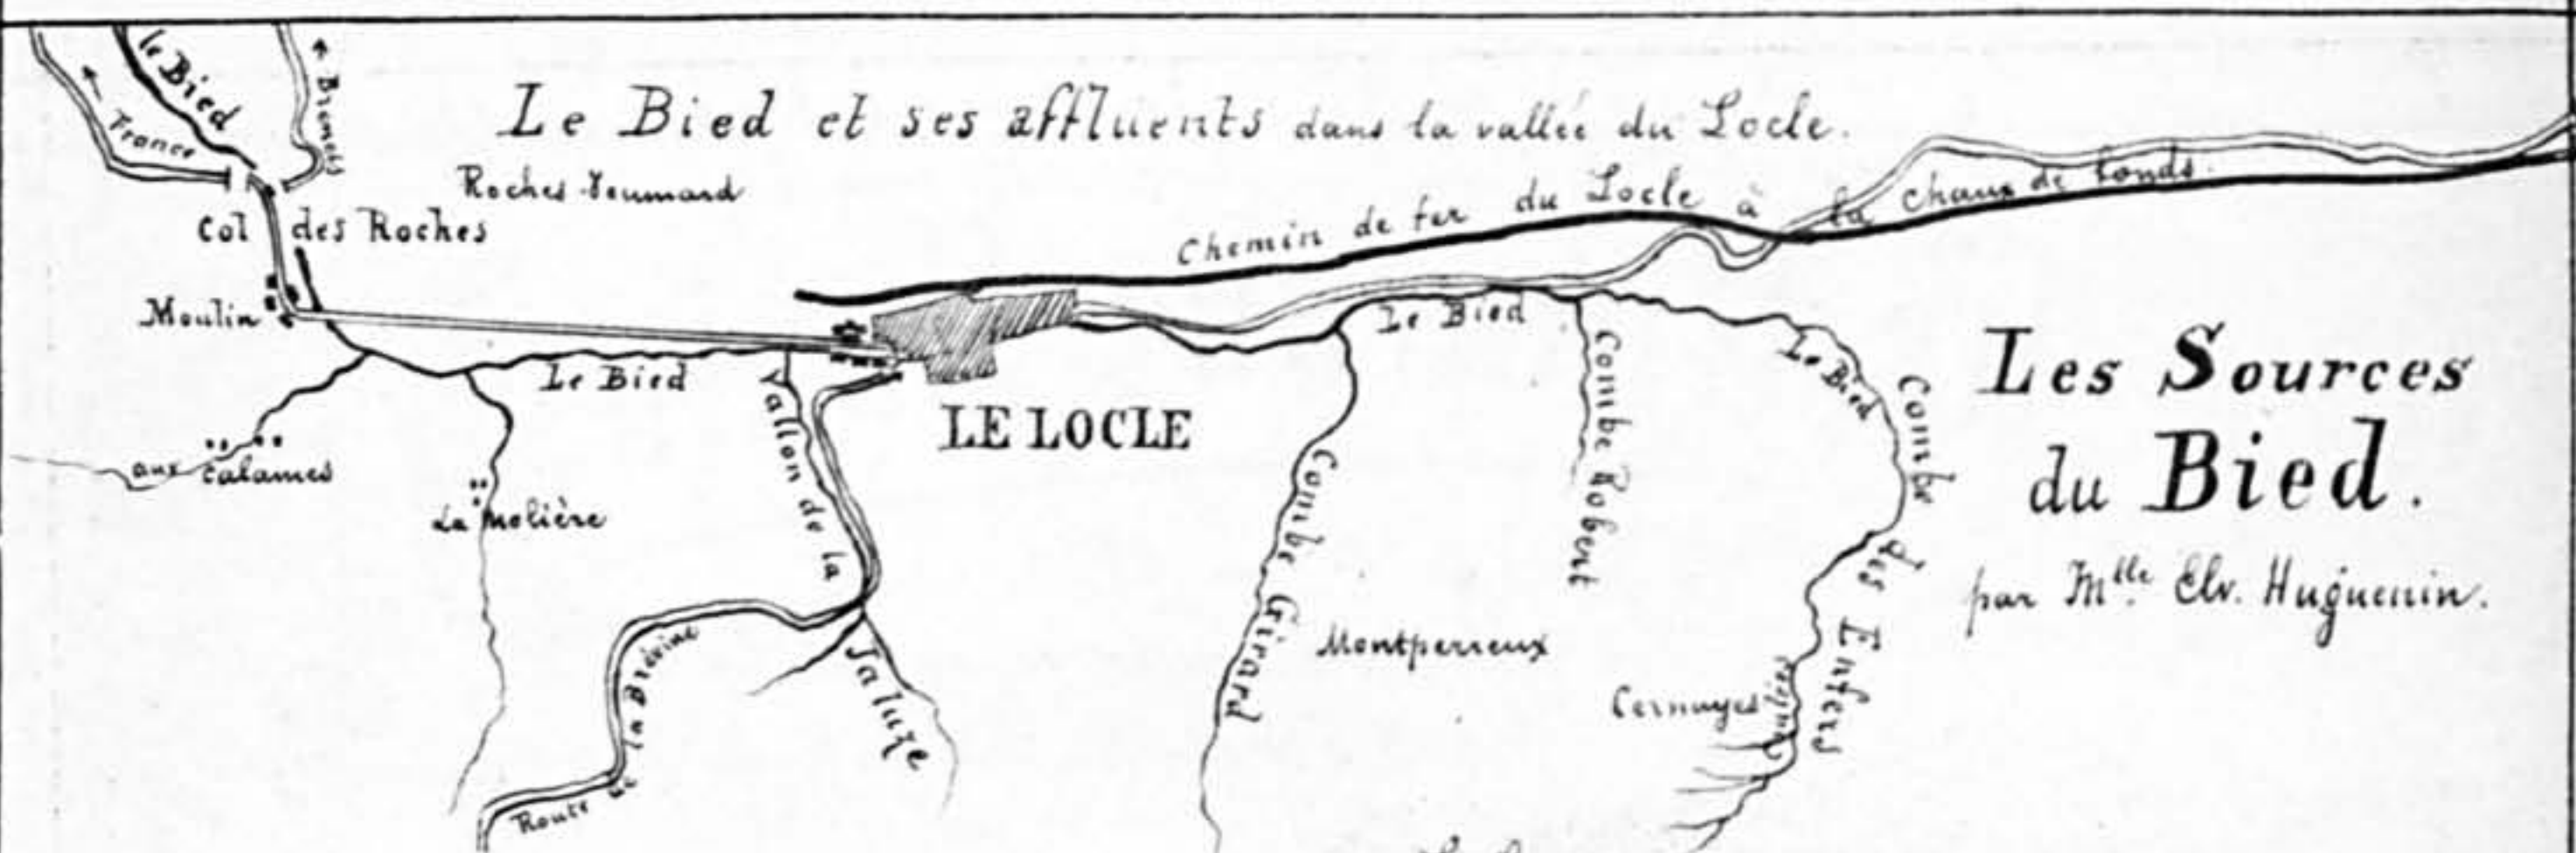 le Bied
France
Brenets
Le Bied et ses affluents dans la vallée du Locle.
Roches Voumard
Col des Roches
Moulin
Chemin de fer du Locle à la Chaux de fonds.
Le Bied
Le Bied
Le Bied
LE LOCLE
aux Calames
La Molière
Vallon de la Jaluze
Route de la Brévine
Combe Girard
Combe Robert
Montperreux
Combe des Enfers
Cernayes
Les Sources
du Bied.
par Mlle. Elv. Huguenin.